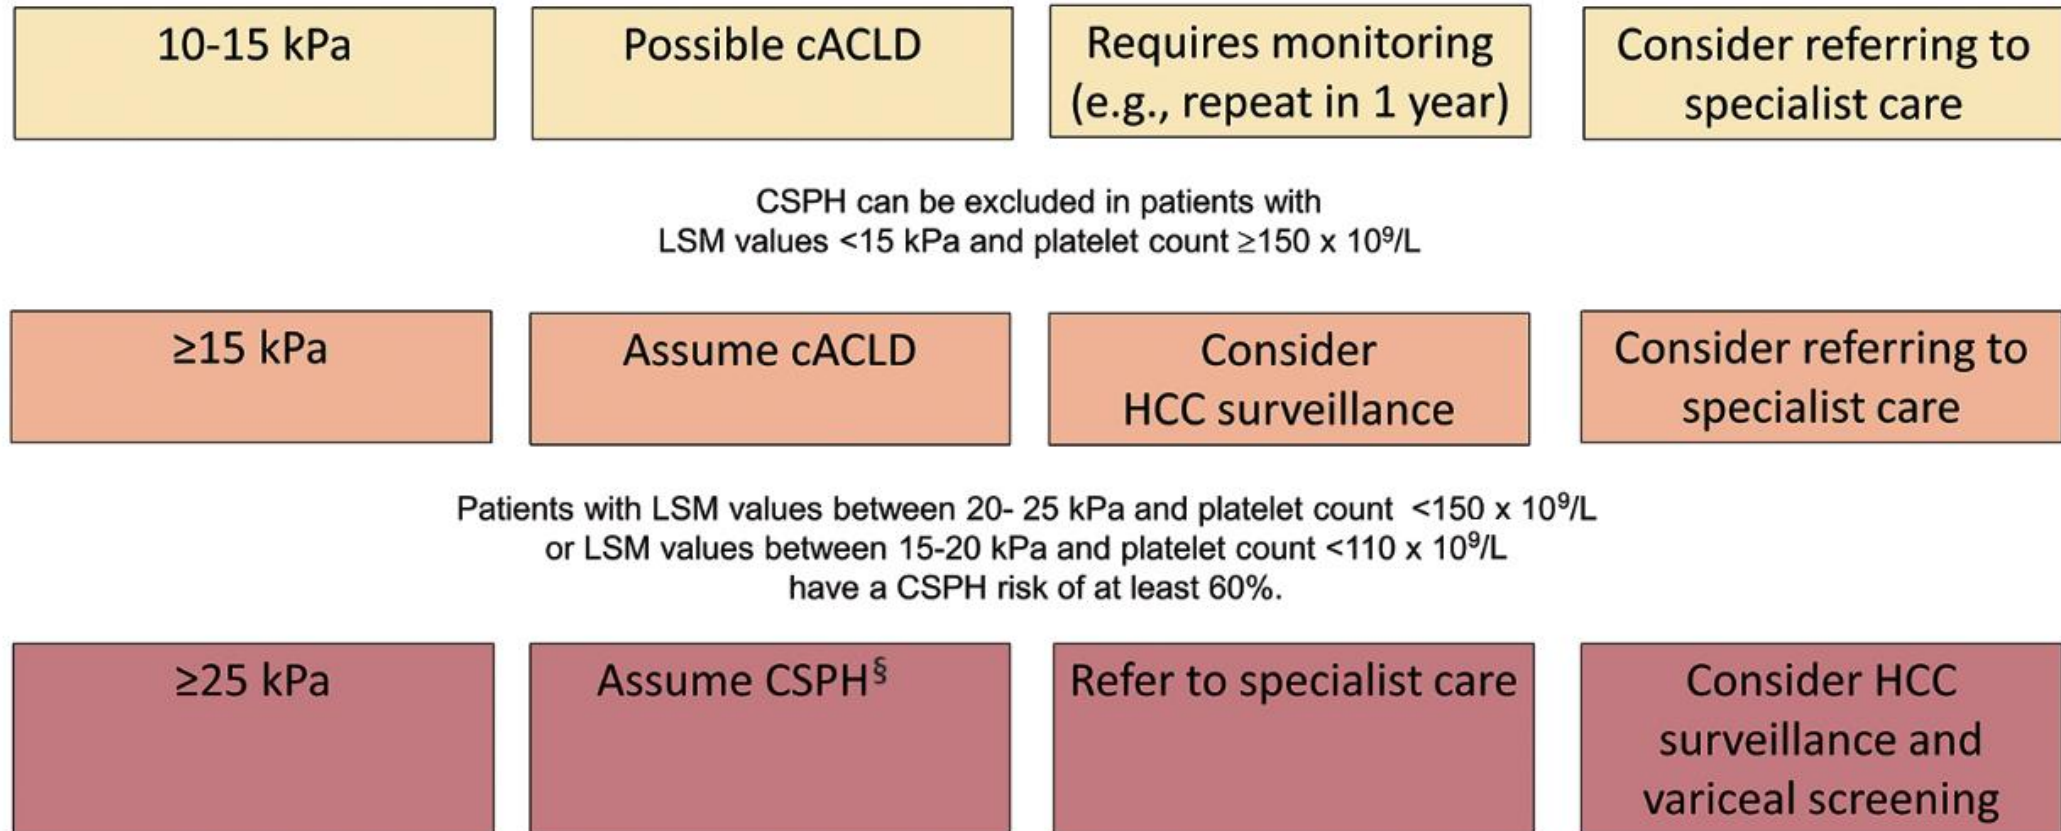 10-15 kPa
Possible cACLD
Requires monitoring
(e.g., repeat in 1 year)
Consider referring to
specialist care
CSPH can be excluded in patients with
LSM values <15 kPa and platelet count ≥150 x 10⁹/L
≥15 kPa
Assume cACLD
Consider
HCC surveillance
Consider referring to
specialist care
Patients with LSM values between 20- 25 kPa and platelet count <150 x 10⁹/L
or LSM values between 15-20 kPa and platelet count <110 x 10⁹/L
have a CSPH risk of at least 60%.
≥25 kPa
Assume CSPH§
Refer to specialist care
Consider HCC
surveillance and
variceal screening